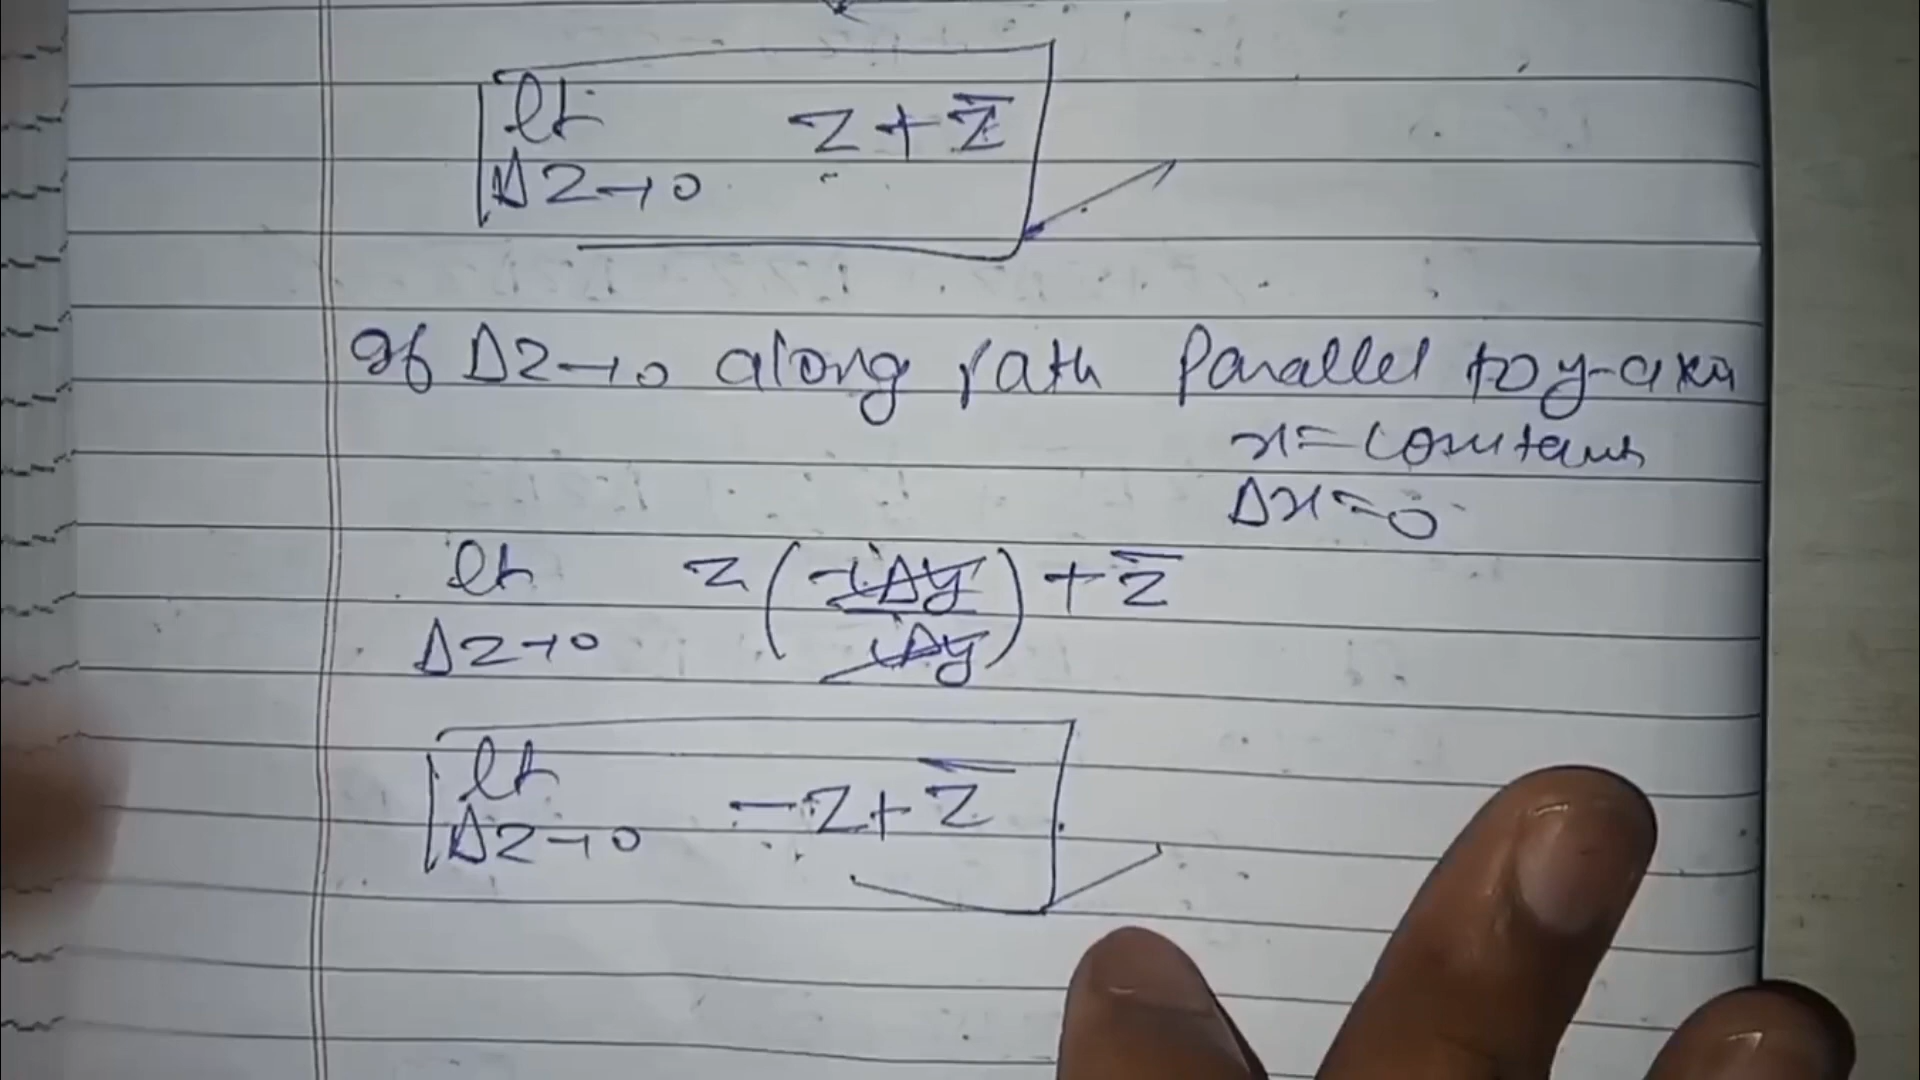 lt z + z̄
Δz→0
If Δz→0 along path parallel to y-axis
x = constant
Δx = 0
lt z(-iΔy/iΔy) + z̄
Δz→0
lt -z + z̄
Δz→0